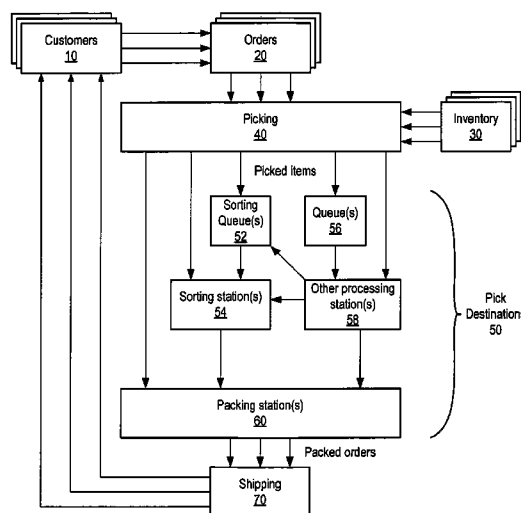 Customers
10
Orders
20
Picking
40
Inventory
30
Picked items
Sorting
Queue(s)
52
Queue(s)
56
Sorting station(s)
54
Other processing
station(s)
58
Pick
Destinations
50
Packing station(s)
60
Packed orders
Shipping
70